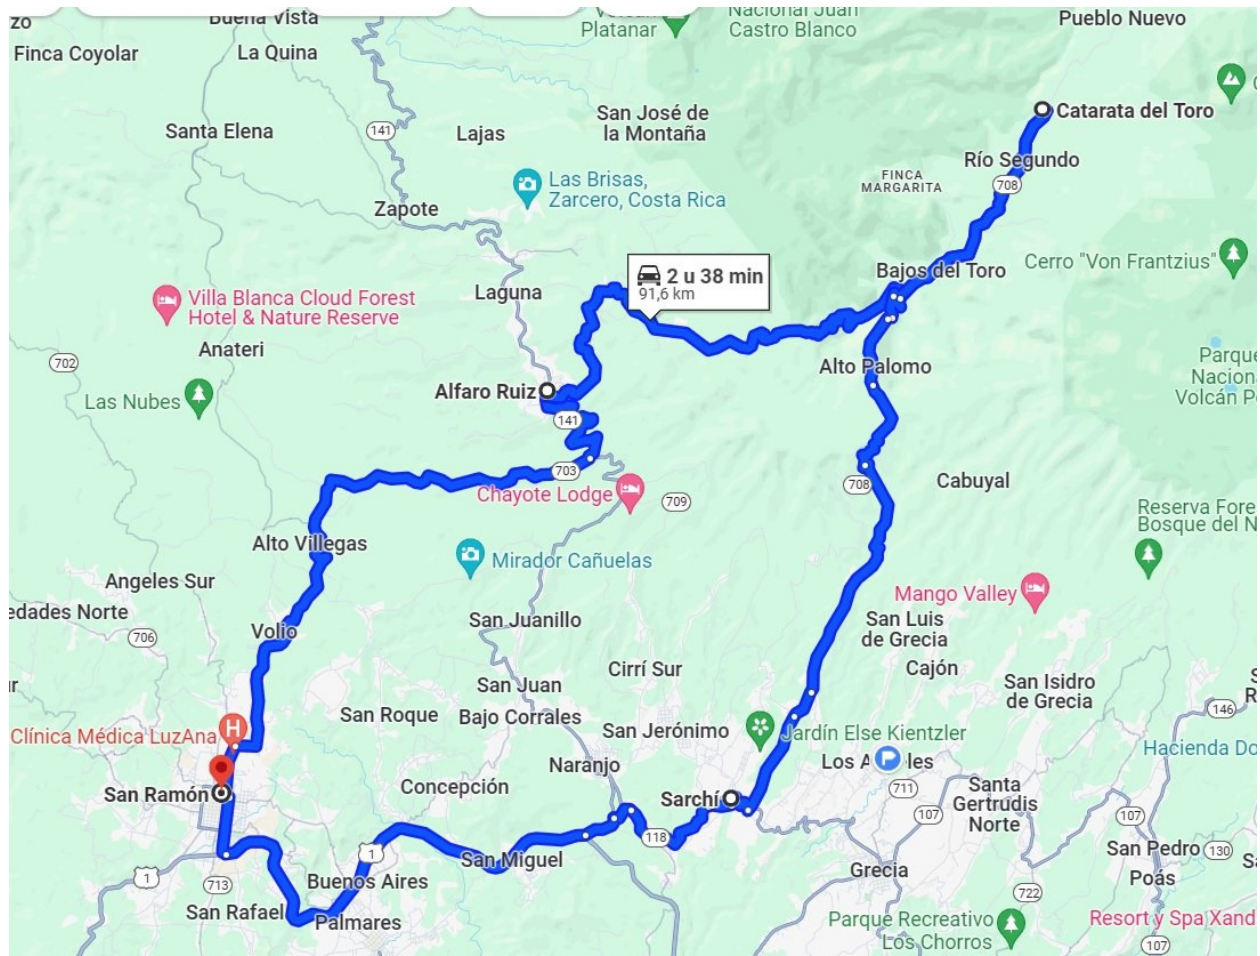 zo
Buena Vista
Volcán
Platanar
Nacional Juan
Castro Blanco
Pueblo Nuevo
Finca Coyolar
La Quina
Santa Elena
141
Lajas
San José de
la Montaña
Catarata del Toro
Río Segundo
708
FINCA
MARGARITA
Las Brisas,
Zarcero, Costa Rica
Zapote
Bajos del Toro
Cerro "Von Frantzius"
2 u 38 min
91,6 km
Laguna
Villa Blanca Cloud Forest
Hotel & Nature Reserve
Anateri
702
Alto Palomo
Parque
Nacion
Volcán P
Las Nubes
Alfaro Ruiz
141
703
Chayote Lodge
709
708
Cabuyal
Reserva Fore
Bosque del N
Alto Villegas
Mirador Cañuelas
Angeles Sur
edades Norte
706
Volio
San Juanillo
Mango Valley
San Luis
de Grecia
Cirrí Sur
Cajón
San Isidro
de Grecia
San Juan
San Roque
Bajo Corrales
San Jerónimo
146
Clínica Médica LuzAna
H
Jardín Else Kientzler
Hacienda Do
Naranjo
Los A les
P
San Ramón
Concepción
Sarchí
711
Santa
Gertrudis
Norte
107
107
118
San Miguel
1
San Pedro
130
Sa
Grecia
Poás
1
713
Buenos Aires
722
San Rafael
Palmares
Parque Recreativo
Los Chorros
Resort y Spa Xand
107